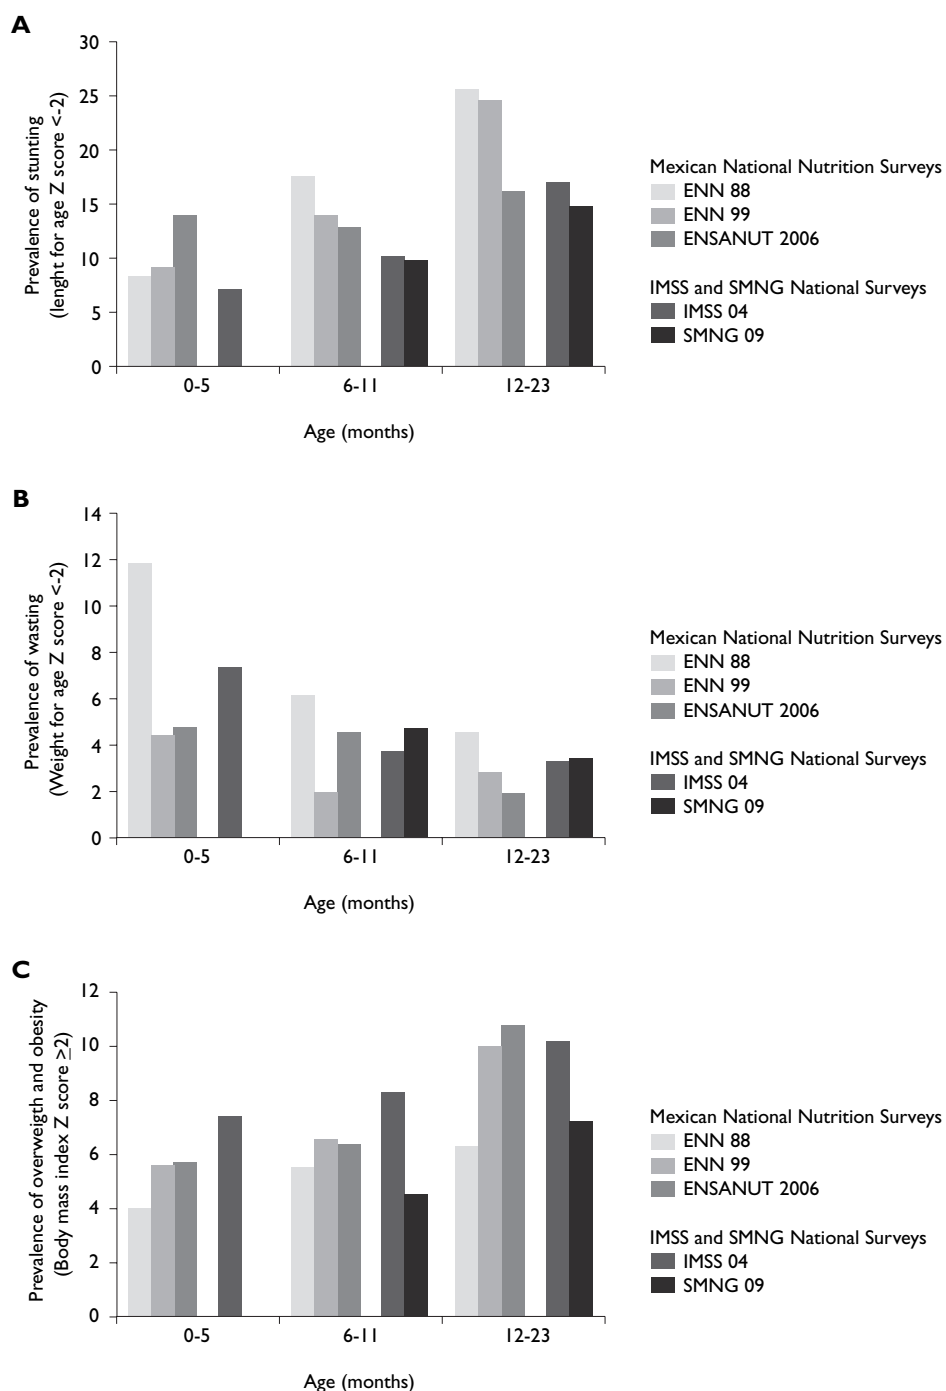 A
30
25
20
15
10
5
0
Prevalence of stunting
(lenght for age Z score <-2)
0-5 6-11 12-23
Age (months)
Mexican National Nutrition Surveys
ENN 88
ENN 99
ENSANUT 2006
IMSS and SMNG National Surveys
IMSS 04
SMNG 09
B
14
12
10
8
6
4
2
0
Prevalence of wasting
(Weight for age Z score <-2)
0-5 6-11 12-23
Age (months)
Mexican National Nutrition Surveys
ENN 88
ENN 99
ENSANUT 2006
IMSS and SMNG National Surveys
IMSS 04
SMNG 09
C
12
10
8
6
4
2
0
Prevalence of overweigth and obesity
(Body mass index Z score ≥2)
0-5 6-11 12-23
Age (months)
Mexican National Nutrition Surveys
ENN 88
ENN 99
ENSANUT 2006
IMSS and SMNG National Surveys
IMSS 04
SMNG 09